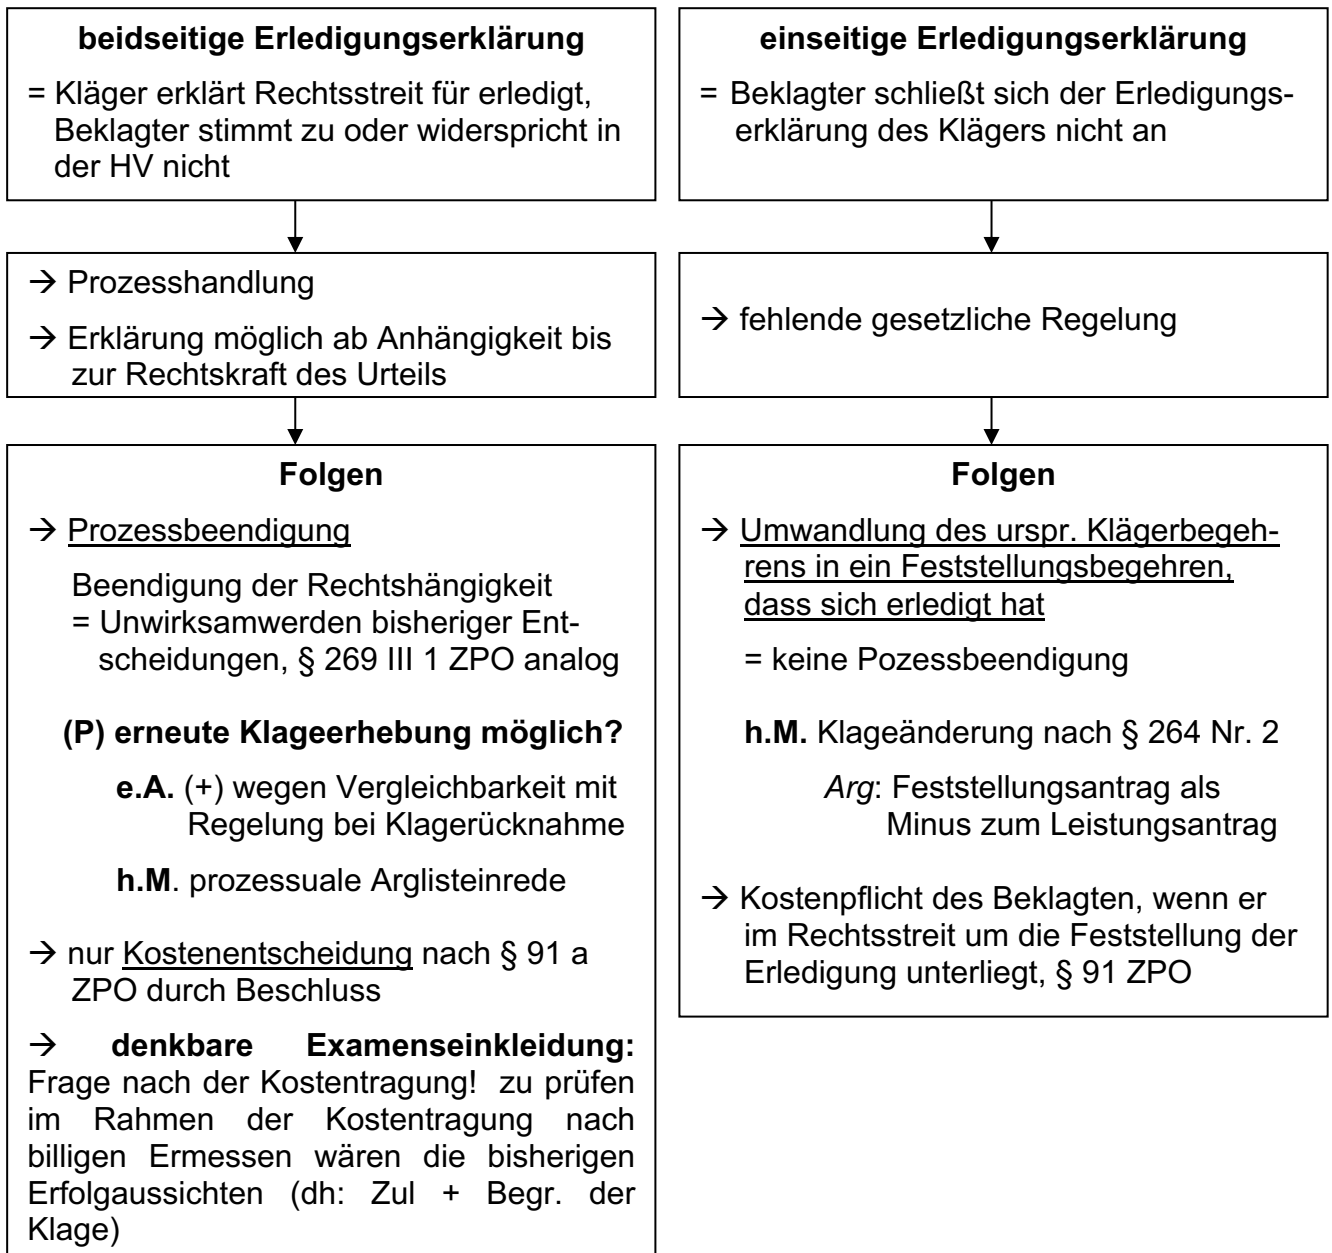 beidseitige Erledigungserklärung
= Kläger erklärt Rechtsstreit für erledigt,
Beklagter stimmt zu oder widerspricht in
der HV nicht
→ Prozesshandlung
→ Erklärung möglich ab Anhängigkeit bis
zur Rechtskraft des Urteils
Folgen
→ Prozessbeendigung
Beendigung der Rechtshängigkeit
= Unwirksamwerden bisheriger Ent-
scheidungen, § 269 III 1 ZPO analog
(P) erneute Klageerhebung möglich?
e.A. (+) wegen Vergleichbarkeit mit
Regelung bei Klagerücknahme
h.M. prozessuale Arglisteinrede
→ nur Kostenentscheidung nach § 91 a
ZPO durch Beschluss
→ denkbare Examenseinkleidung:
Frage nach der Kostentragung! zu prüfen
im Rahmen der Kostentragung nach
billigen Ermessen wären die bisherigen
Erfolgaussichten (dh: Zul + Begr. der
Klage)
einseitige Erledigungserklärung
= Beklagter schließt sich der Erledigungs-
erklärung des Klägers nicht an
→ fehlende gesetzliche Regelung
Folgen
→ Umwandlung des urspr. Klägerbegeh-
rens in ein Feststellungsbegehren,
dass sich erledigt hat
= keine Pozessbeendigung
h.M. Klageänderung nach § 264 Nr. 2
Arg: Feststellungsantrag als
Minus zum Leistungsantrag
→ Kostenpflicht des Beklagten, wenn er
im Rechtsstreit um die Feststellung der
Erledigung unterliegt, § 91 ZPO